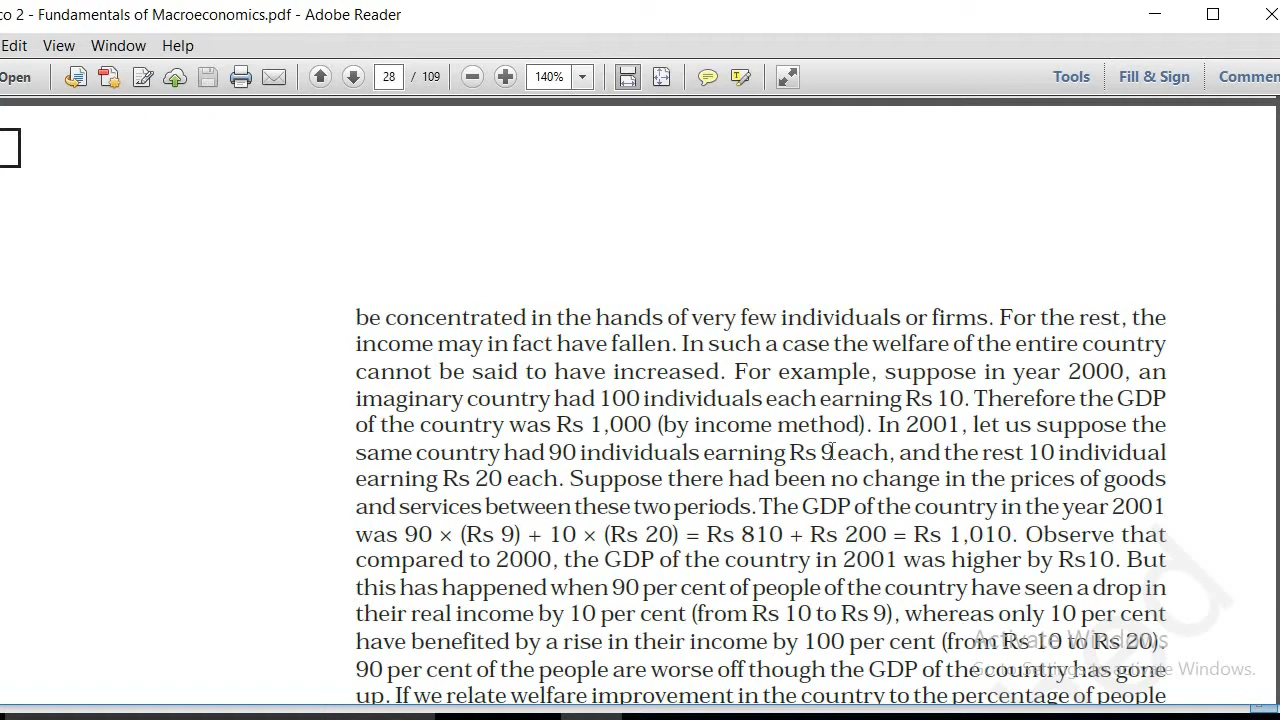 co 2 - Fundamentals of Macroeconomics.pdf - Adobe Reader
Edit View Window Help
Open 28 / 109 140% Tools Fill & Sign Commen
be concentrated in the hands of very few individuals or firms. For the rest, the
income may in fact have fallen. In such a case the welfare of the entire country
cannot be said to have increased. For example, suppose in year 2000, an
imaginary country had 100 individuals each earning Rs 10. Therefore the GDP
of the country was Rs 1,000 (by income method). In 2001, let us suppose the
same country had 90 individuals earning Rs 9 each, and the rest 10 individual
earning Rs 20 each. Suppose there had been no change in the prices of goods
and services between these two periods. The GDP of the country in the year 2001
was 90 × (Rs 9) + 10 × (Rs 20) = Rs 810 + Rs 200 = Rs 1,010. Observe that
compared to 2000, the GDP of the country in 2001 was higher by Rs10. But
this has happened when 90 per cent of people of the country have seen a drop in
their real income by 10 per cent (from Rs 10 to Rs 9), whereas only 10 per cent
have benefited by a rise in their income by 100 per cent (from Rs 10 to Rs 20).
90 per cent of the people are worse off though the GDP of the country has gone
up. If we relate welfare improvement in the country to the percentage of people
Activate Windows
Go to Settings to activate Windows.